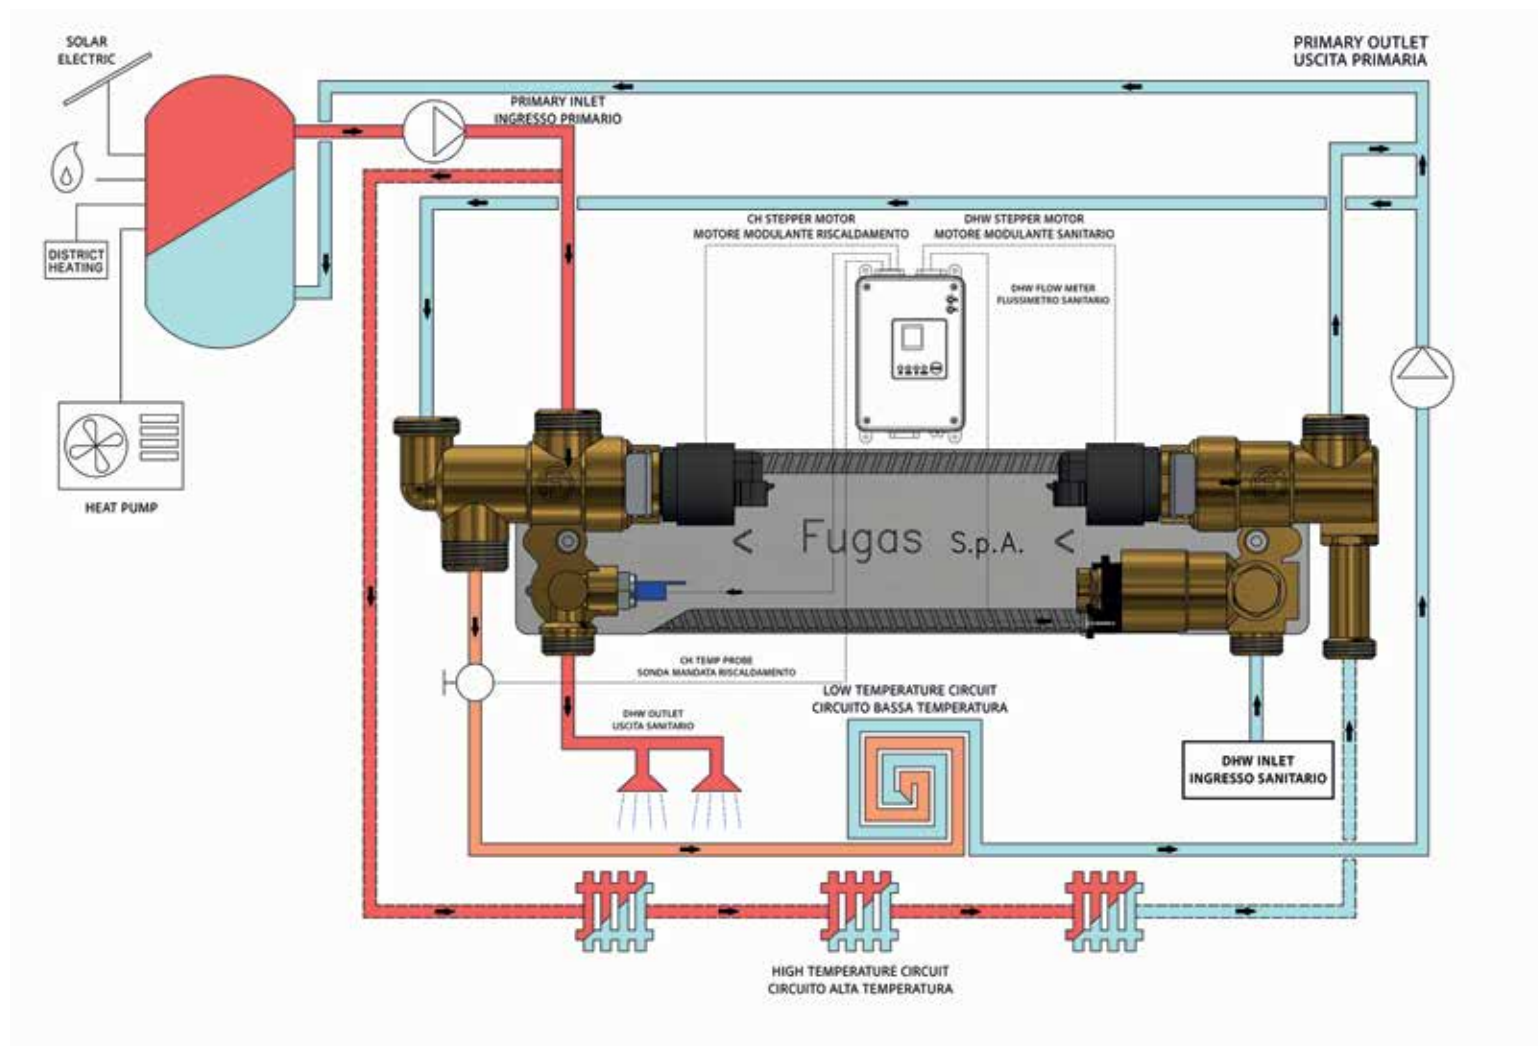 SOLAR
ELECTRIC
PRIMARY OUTLET
USCITA PRIMARIA
PRIMARY INLET
INGRESSO PRIMARIO
CH STEPPER MOTOR
MOTORE MODULANTE RISCALDAMENTO
DHW STEPPER MOTOR
MOTORE MODULANTE SANITARIO
DISTRICT
HEATING
DHW FLOW METER
FLUSSIMETRO SANITARIO
HEAT PUMP
< Fugas S.p.A. <
CH TEMP PROBE
SONDA MANDATA RISCALDAMENTO
LOW TEMPERATURE CIRCUIT
CIRCUITO BASSA TEMPERATURA
DHW OUTLET
USCITA SANITARIO
DHW INLET
INGRESSO SANITARIO
HIGH TEMPERATURE CIRCUIT
CIRCUITO ALTA TEMPERATURA